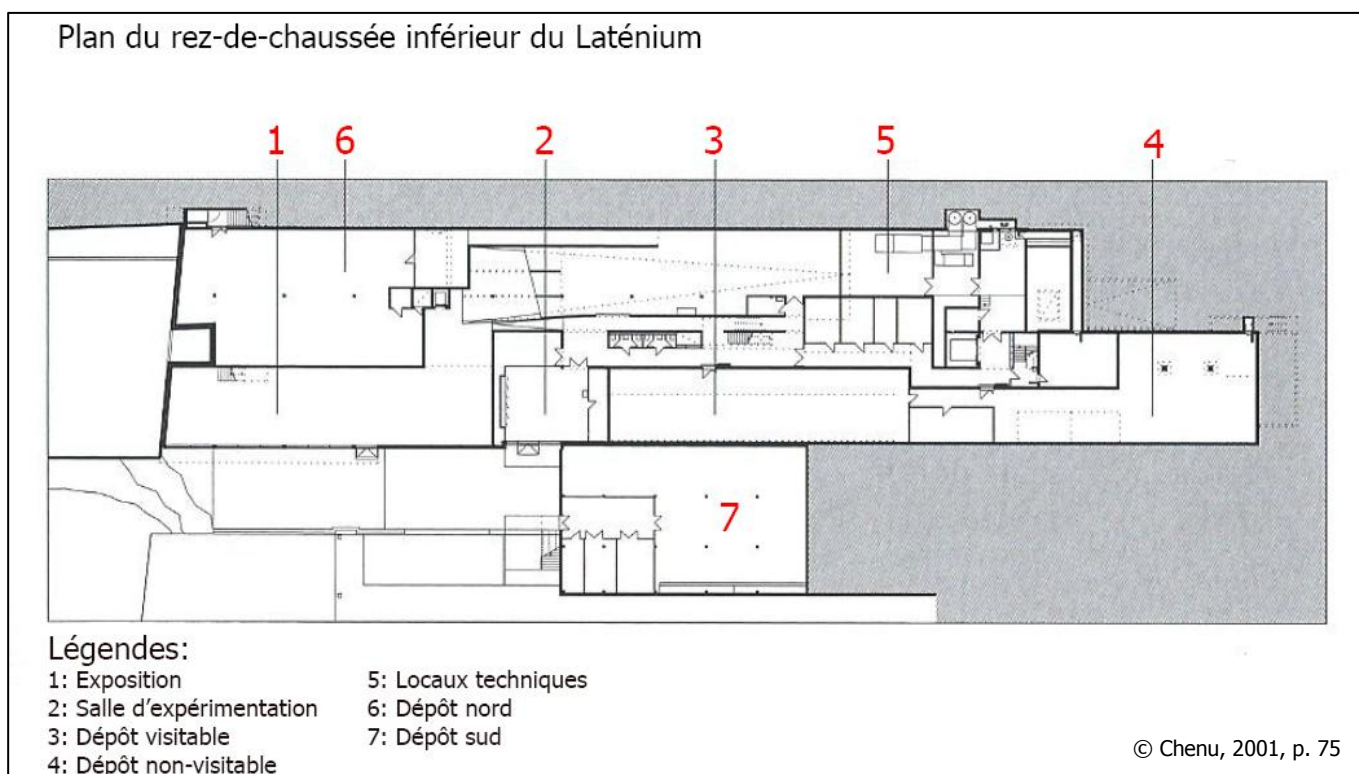 Plan du rez-de-chaussée inférieur du Laténium
1 6 2 3 5 4
7
Légendes:
1: Exposition
2: Salle d'expérimentation
3: Dépôt visitable
4: Dépôt non-visitable
5: Locaux techniques
6: Dépôt nord
7: Dépôt sud
© Chenu, 2001, p. 75